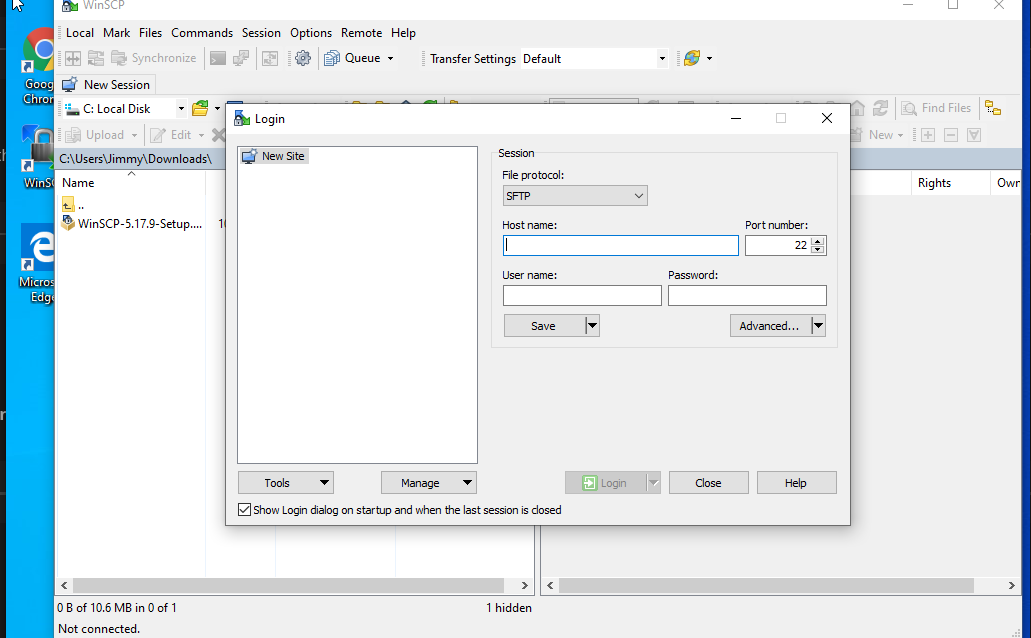 WinSCP
Local Mark Files Commands Session Options Remote Help
Synchronize Queue Transfer Settings Default
New Session
C: Local Disk Find Files
Upload Edit New
C:\Users\Jimmy\Downloads\
Name Rights Own
..
WinSCP-5.17.9-Setup.... 10
Goog
Chron
WinSC
Micros
Edge
Login
New Site
Session
File protocol:
SFTP
Host name: Port number:
22
User name: Password:
Save Advanced...
Tools Manage Login Close Help
Show Login dialog on startup and when the last session is closed
0 B of 10.6 MB in 0 of 1 1 hidden
Not connected.